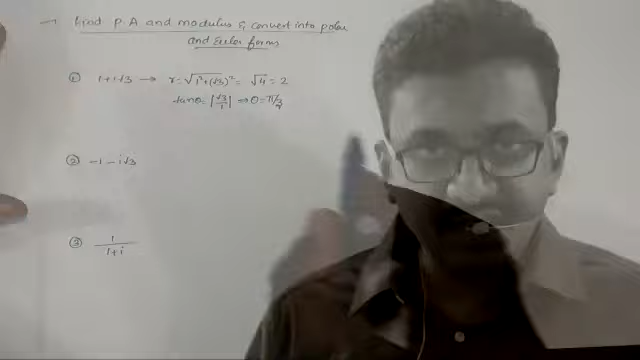 → Find P.A and modulus & convert into polar
and Euler forms
① 1+i√3 → r = √1²+(√3)² = √4 = 2
tanθ = |√3/1| ⇒ θ = π/3
② -1 - i√3
③ 1/1+i